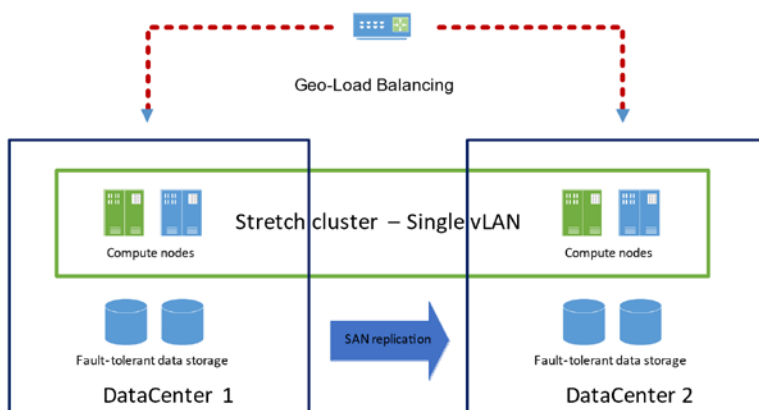 Geo-Load Balancing
Stretch cluster – Single vLAN
Compute nodes
Compute nodes
SAN replication
Fault-tolerant data storage
Fault-tolerant data storage
DataCenter 1
DataCenter 2